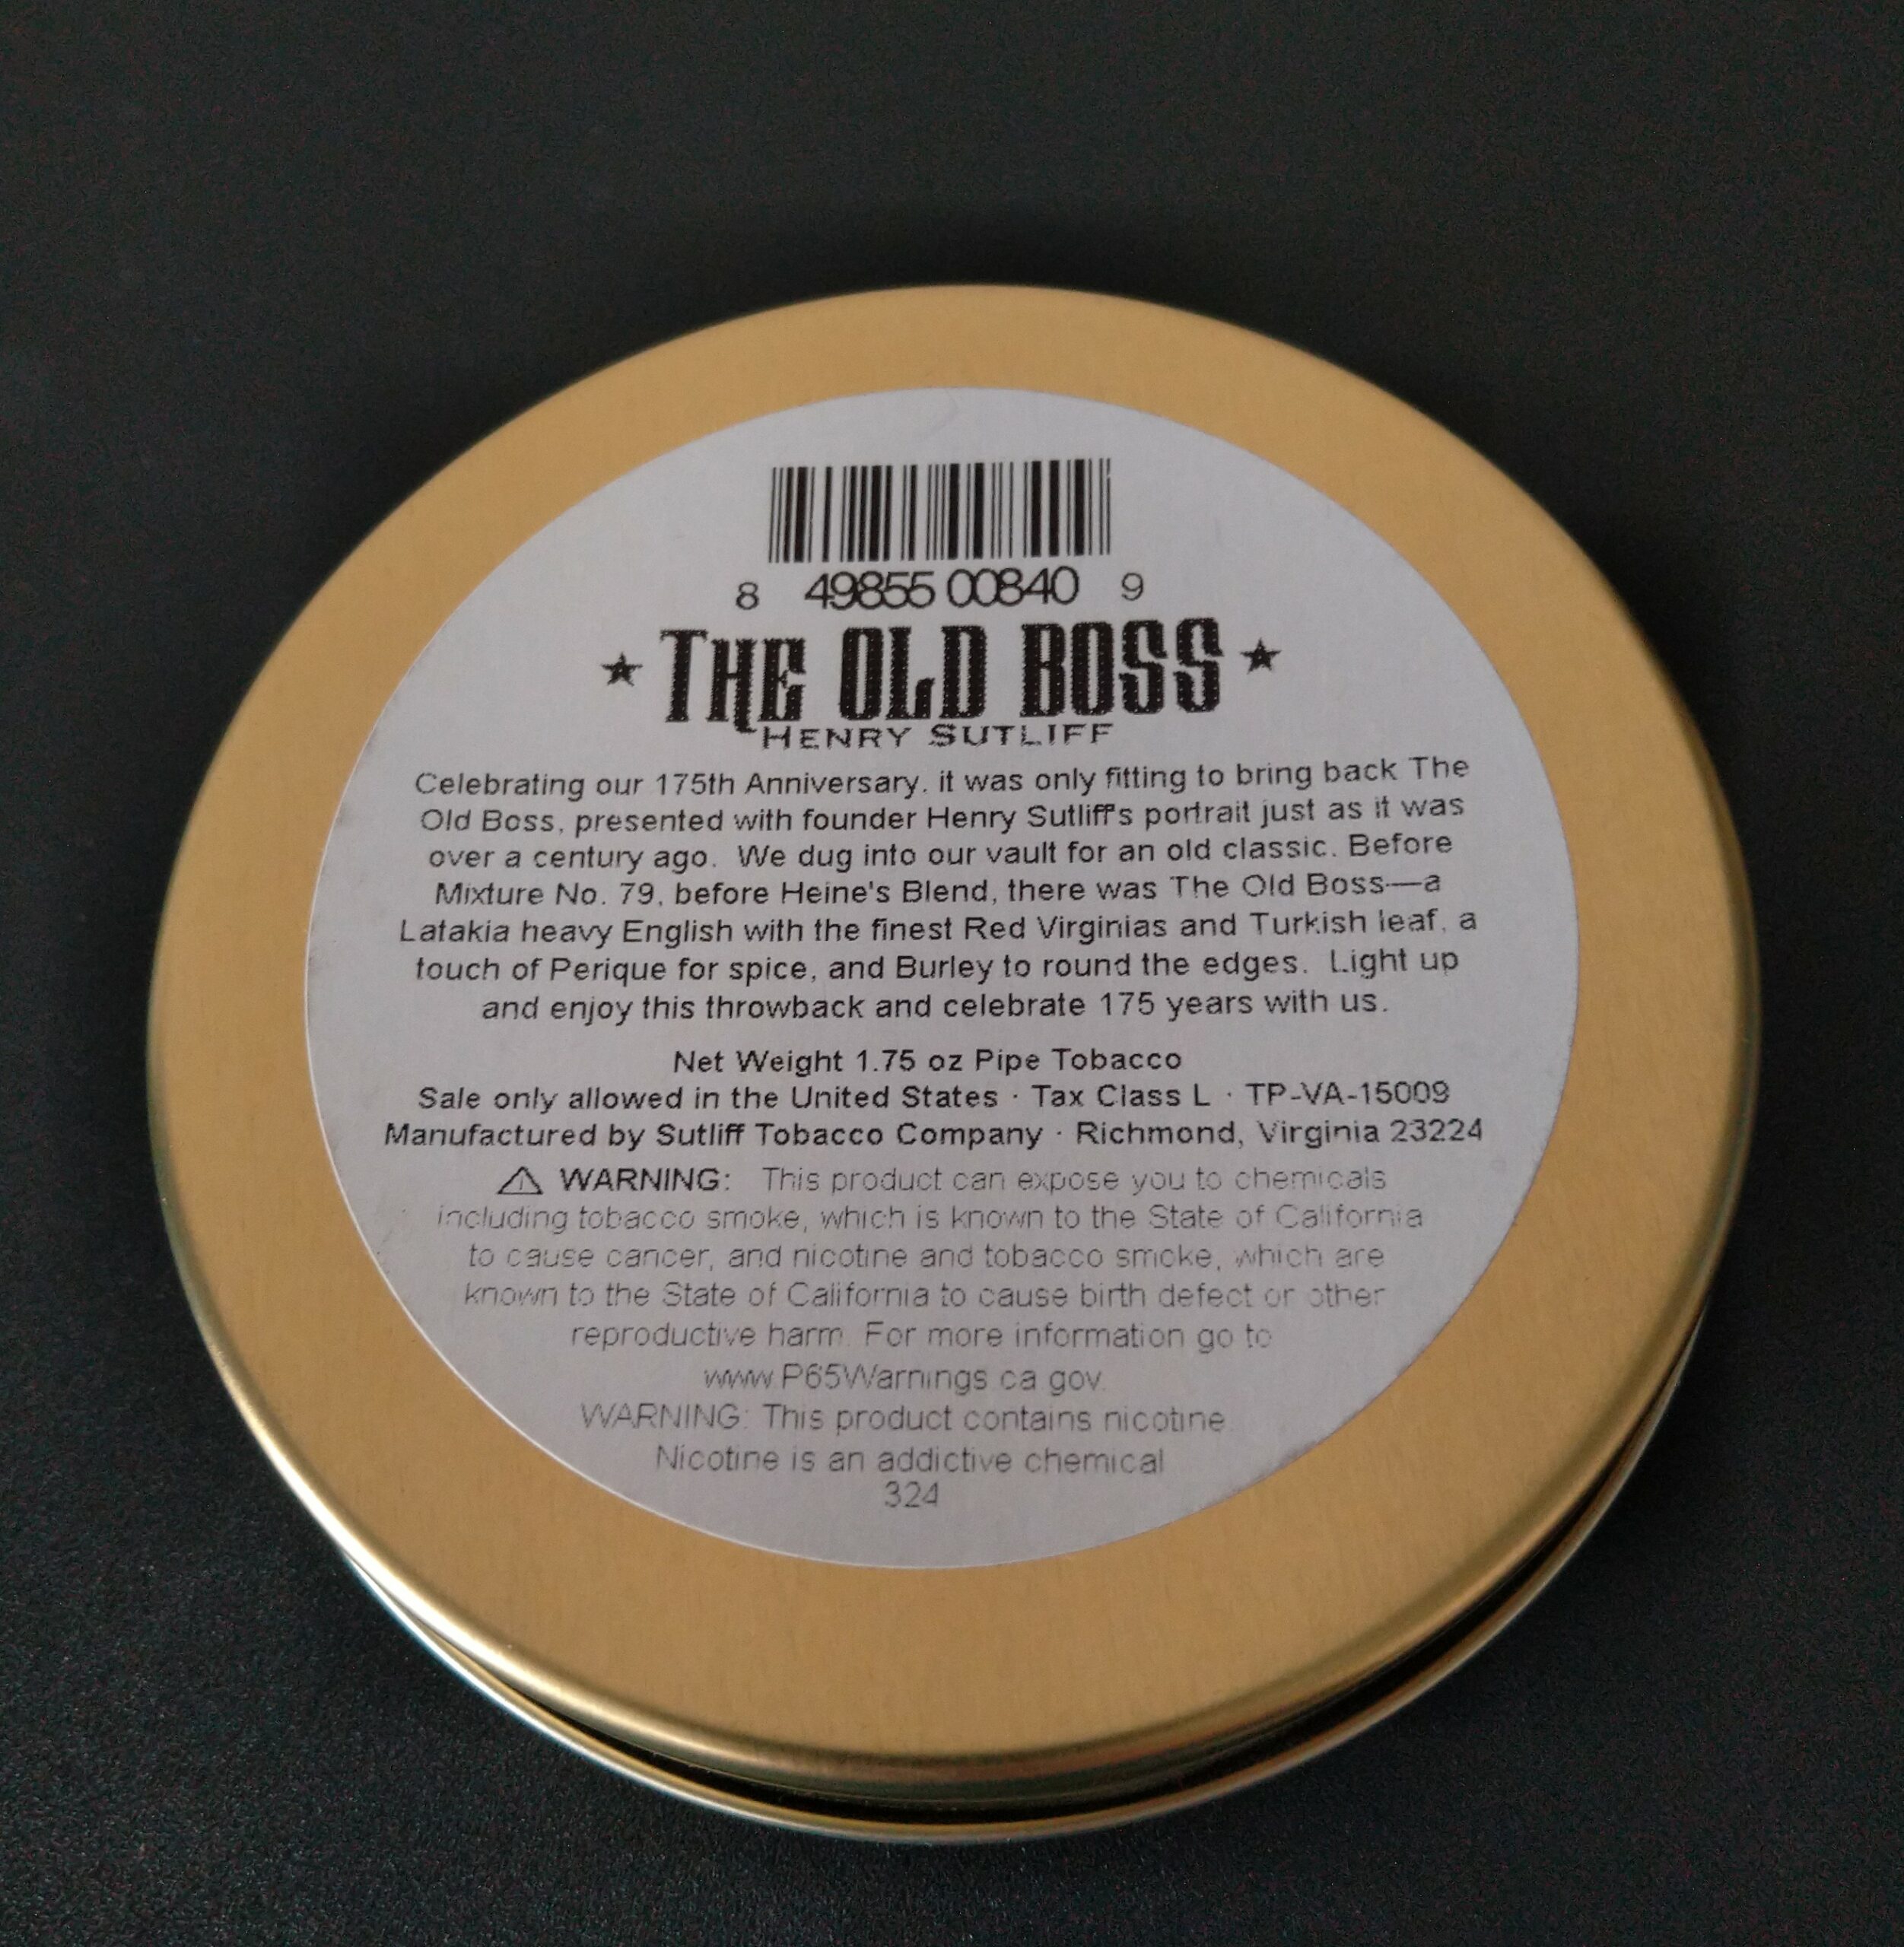 8 49855 00840 9
THE OLD BOSS
HENRY SUTLIFF
Celebrating our 175th Anniversary, it was only fitting to bring back The
Old Boss, presented with founder Henry Sutliff's portrait just as it was
over a century ago. We dug into our vault for an old classic. Before
Mixture No. 79, before Heine's Blend, there was The Old Boss—a
Latakia heavy English with the finest Red Virginias and Turkish leaf, a
touch of Perique for spice, and Burley to round the edges. Light up
and enjoy this throwback and celebrate 175 years with us.
Net Weight 1.75 oz Pipe Tobacco
Sale only allowed in the United States · Tax Class L · TP-VA-15009
Manufactured by Sutliff Tobacco Company · Richmond, Virginia 23224
⚠ WARNING: This product can expose you to chemicals
including tobacco smoke, which is known to the State of California
to cause cancer, and nicotine and tobacco smoke, which are
known to the State of California to cause birth defect or other
reproductive harm. For more information go to
www.P65Warnings.ca.gov.
WARNING: This product contains nicotine.
Nicotine is an addictive chemical
324